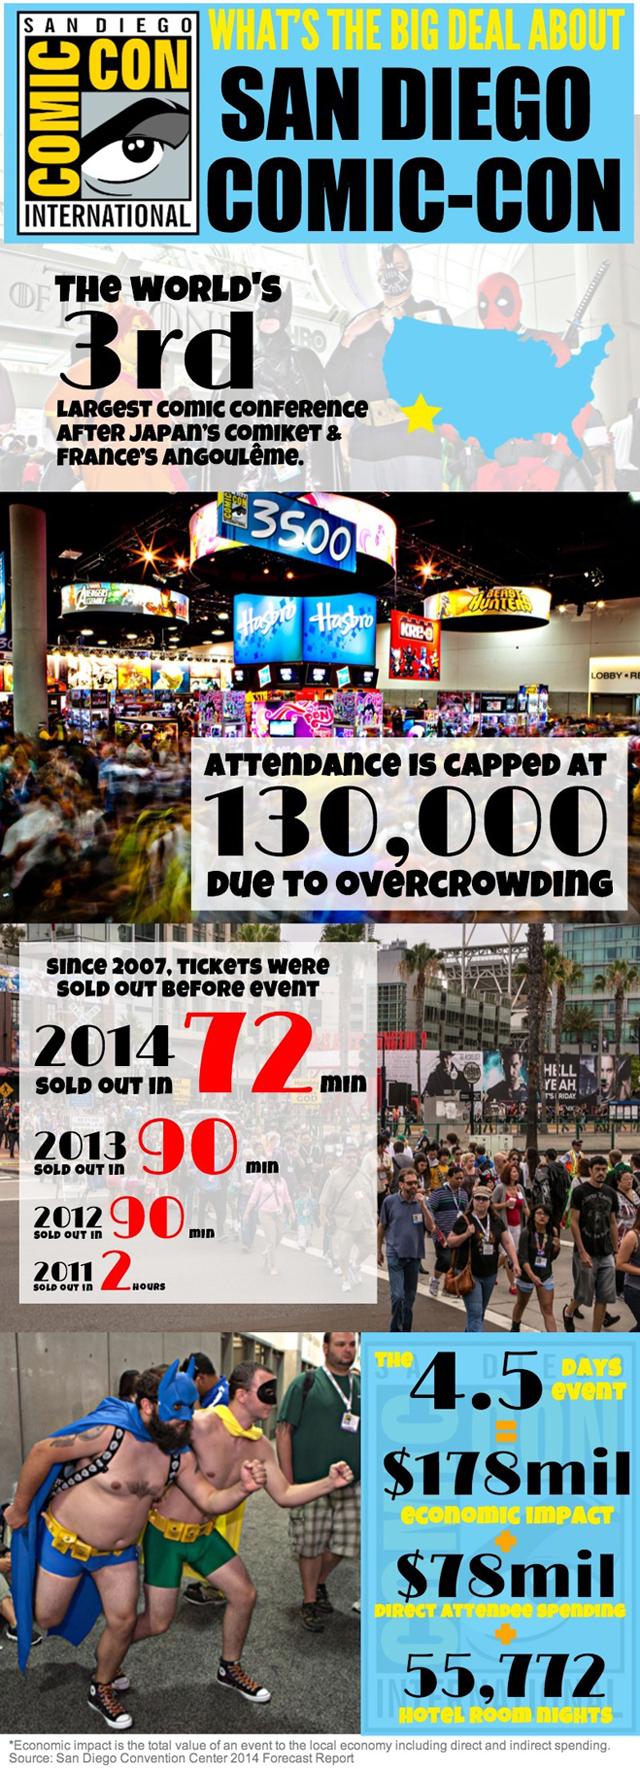 SAN DIEGO
COMIC
CON
INTERNATIONAL
WHAT'S THE BIG DEAL ABOUT
SAN DIEGO
COMIC-CON
THE WORLD'S
3rd
LARGEST COMIC CONFERENCE
AFTER JAPAN'S COMIKET &
FRANCE'S ANGOULÊME.
3500
AVENGERS
ASSEMBLE
Hasbro Hasbro
KRE-O
BEAST
HUNTERS
LOBBY
ATTENDANCE IS CAPPED AT
130,000
DUE TO OVERCROWDING
SINCE 2007, TICKETS WERE
SOLD OUT BEFORE EVENT
2014 72
SOLD OUT IN min
2013 90
SOLD OUT IN min
2012 90
SOLD OUT IN min
2011 2
SOLD OUT IN HOURS
HELL
YEAH
THE 4.5 DAYS
EVENT
=
$178mil
ECONOMIC IMPACT
+
$78mil
DIRECT ATTENDEE SPENDING
+
55,772
HOTEL ROOM NIGHTS
*Economic impact is the total value of an event to the local economy including direct and indirect spending.
Source: San Diego Convention Center 2014 Forecast Report